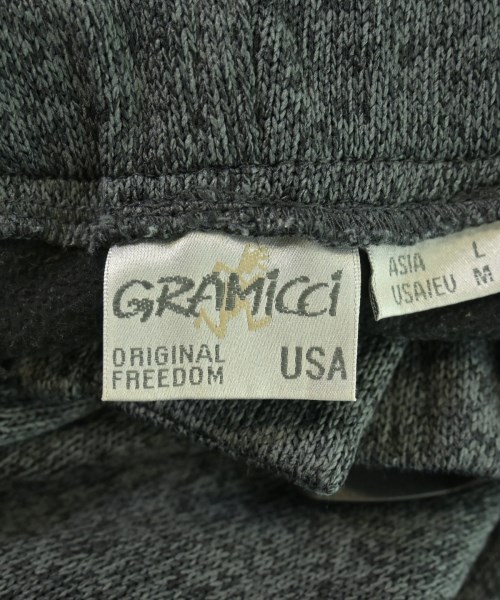 GRAMICCI
ORIGINAL
FREEDOM
USA
ASIA L
USA/EU M